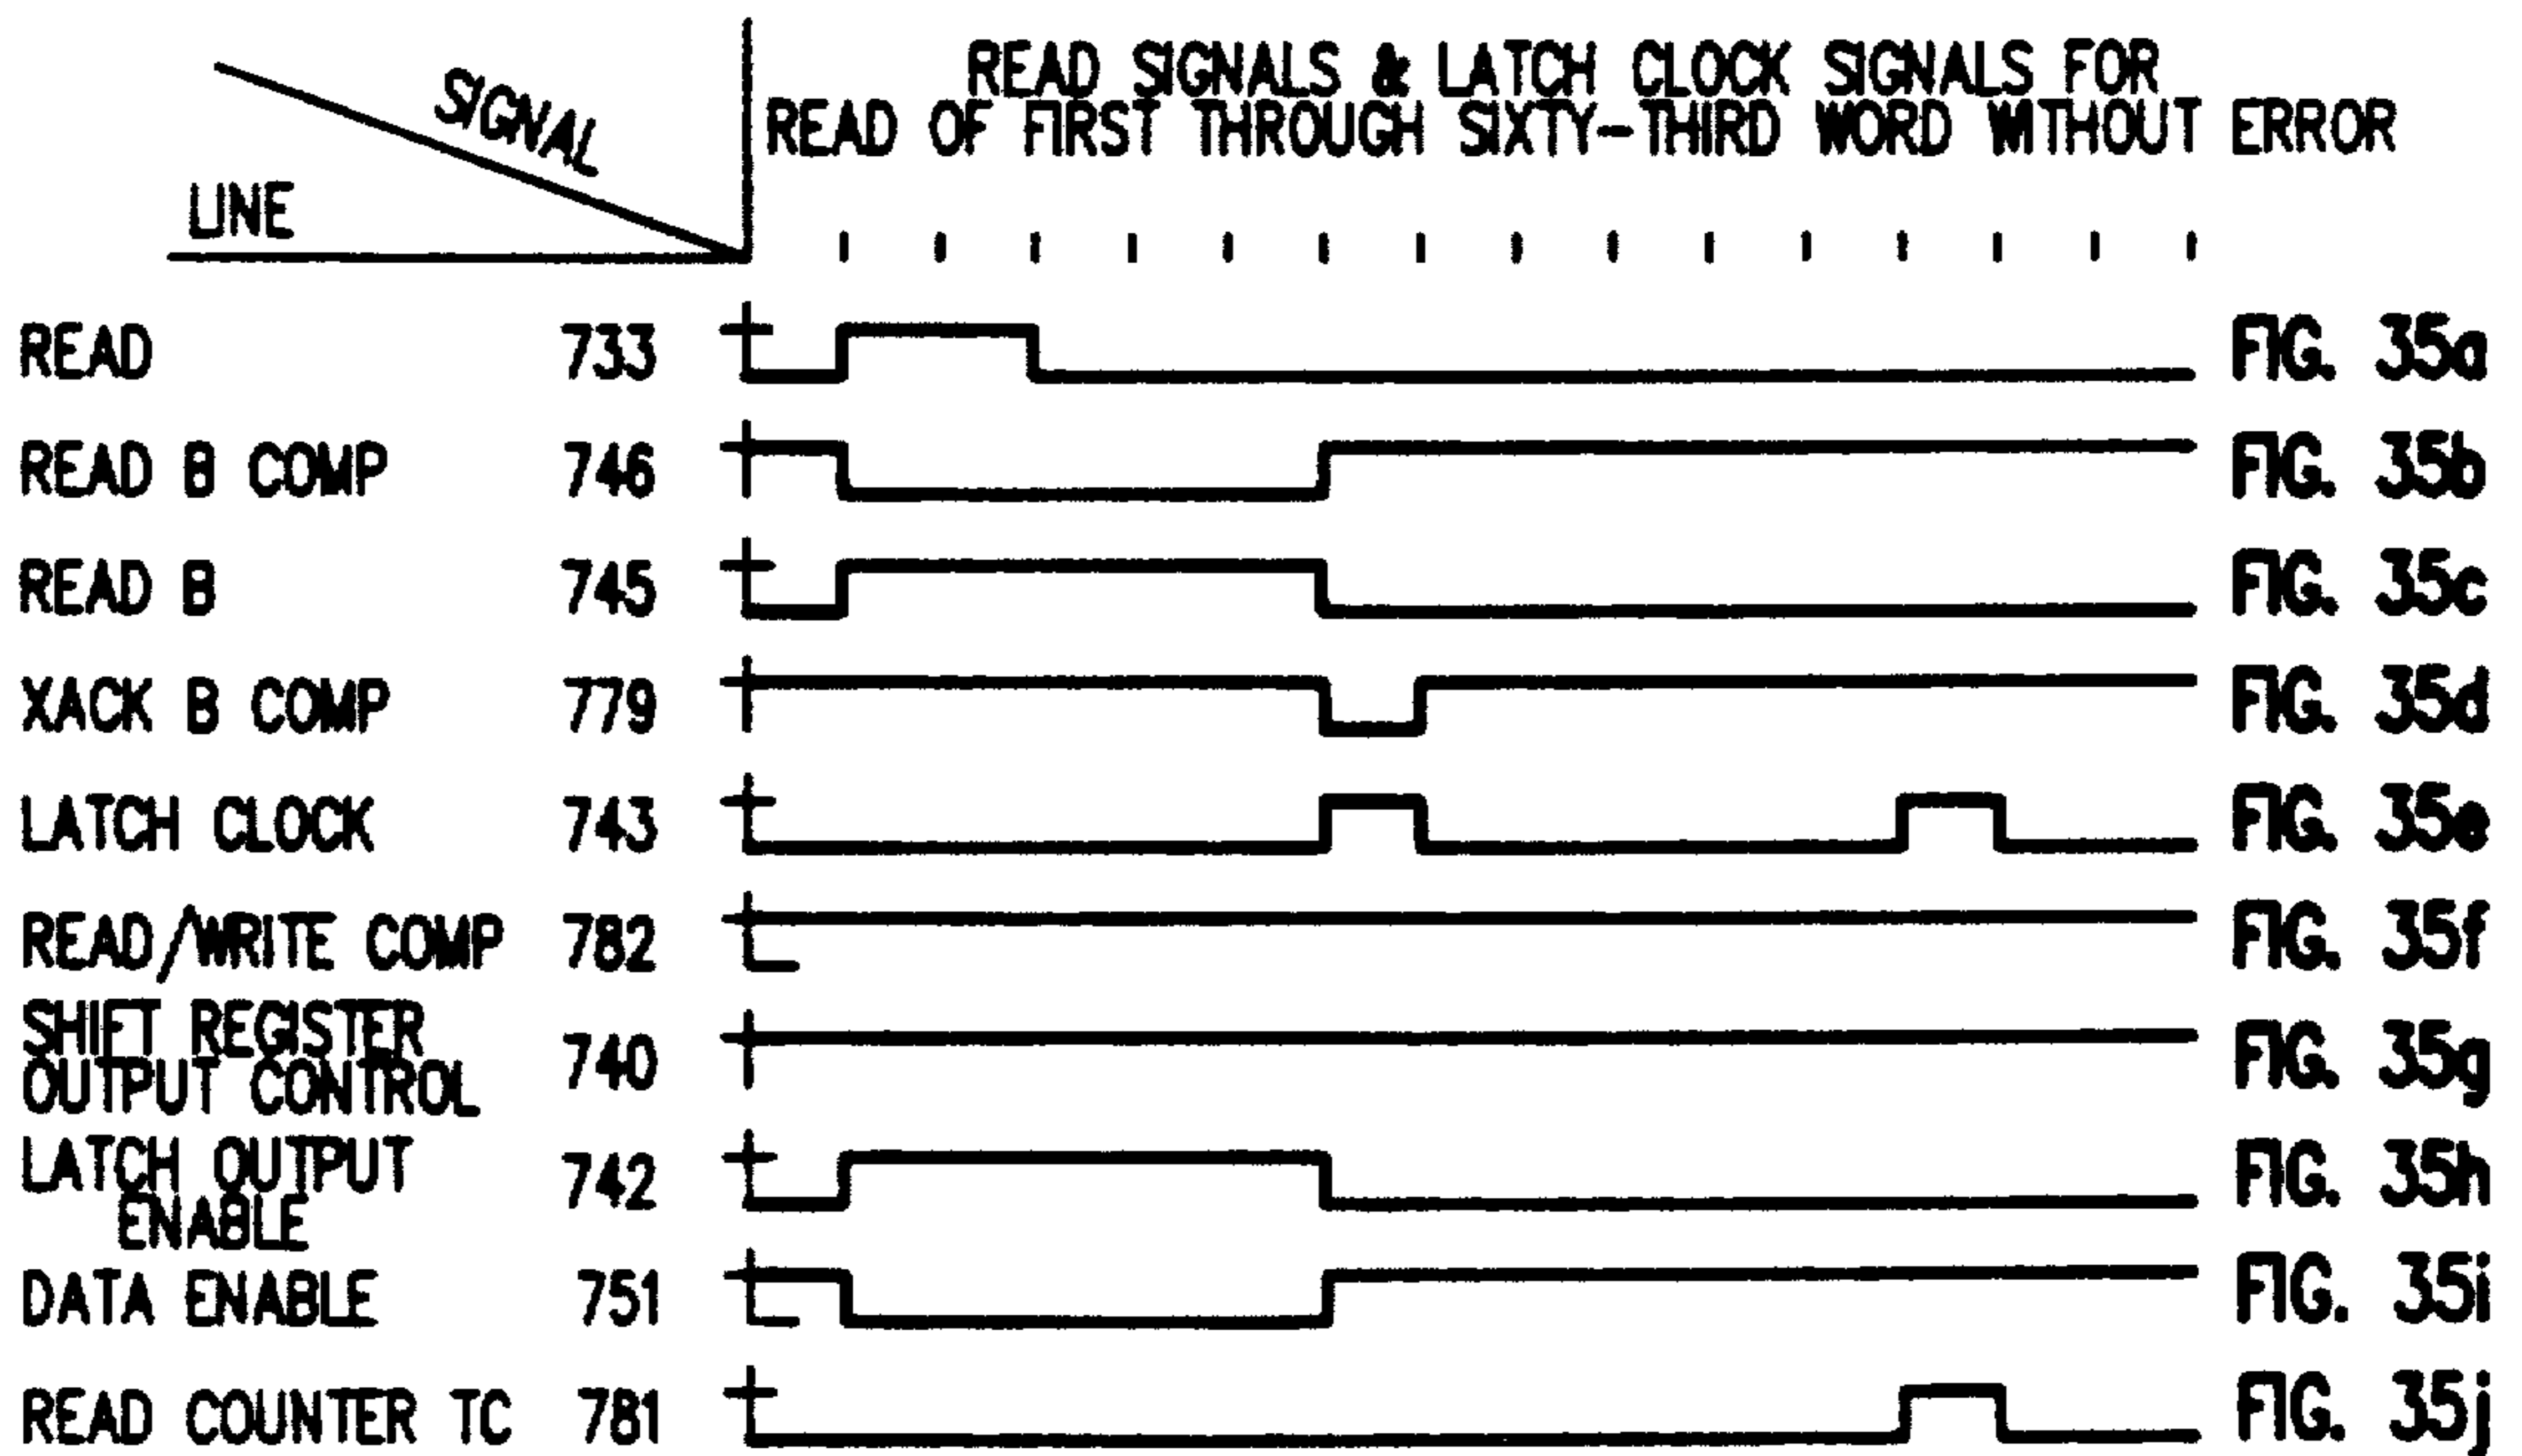 SIGNAL
LINE
READ SIGNALS & LATCH CLOCK SIGNALS FOR
READ OF FIRST THROUGH SIXTY-THIRD WORD WITHOUT ERROR
READ 733 FIG. 35a
READ B COMP 746 FIG. 35b
READ B 745 FIG. 35c
XACK B COMP 779 FIG. 35d
LATCH CLOCK 743 FIG. 35e
READ/WRITE COMP 782 FIG. 35f
SHIFT REGISTER
OUTPUT CONTROL 740 FIG. 35g
LATCH OUTPUT
ENABLE 742 FIG. 35h
DATA ENABLE 751 FIG. 35i
READ COUNTER TC 781 FIG. 35j